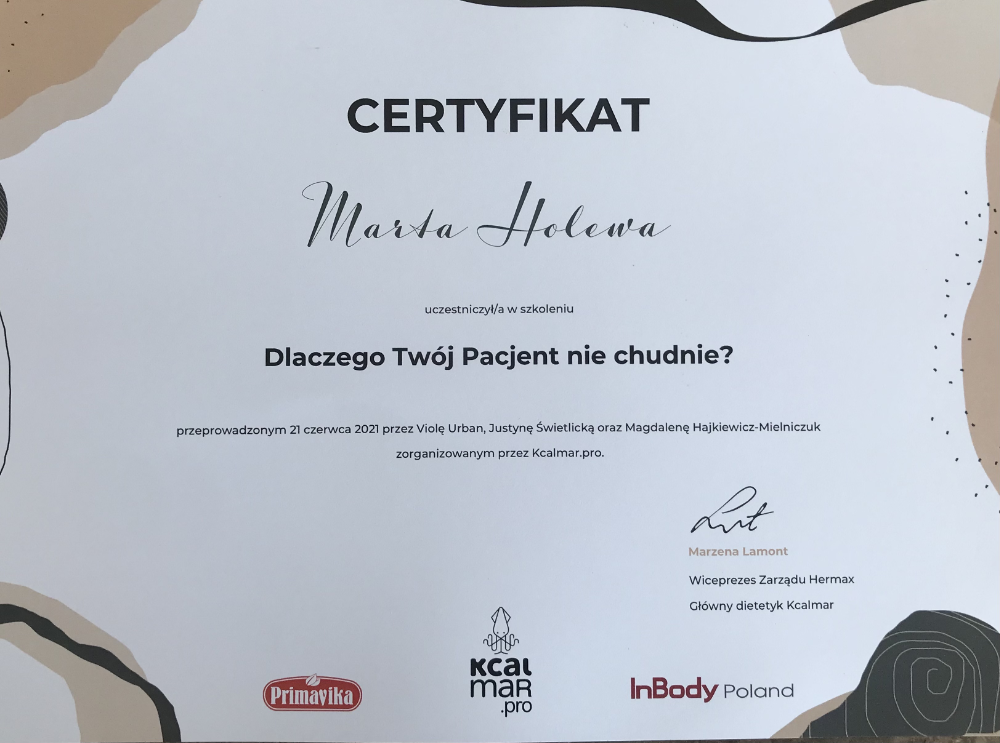 CERTYFIKAT
Marta Holewa
uczestniczył/a w szkoleniu
Dlaczego Twój Pacjent nie chudnie?
przeprowadzonym 21 czerwca 2021 przez Violę Urban, Justynę Świetlicką oraz Magdalenę Hajkiewicz-Mielniczuk
zorganizowanym przez Kcalmar.pro.
Marzena Lamont
Wiceprezes Zarządu Hermax
Główny dietetyk Kcalmar
Primavika
KCAL
MAR
.pro
InBody Poland